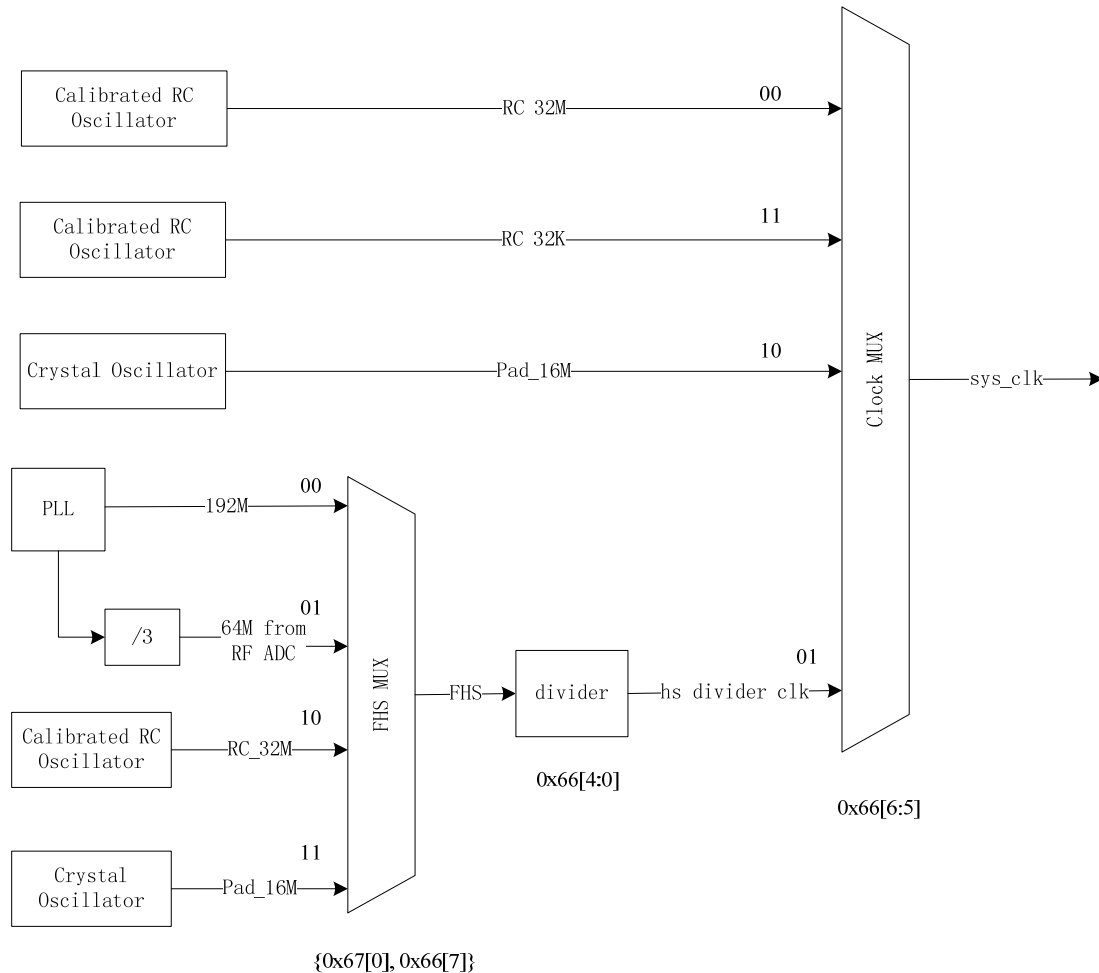 Calibrated RC
Oscillator
RC 32M
00
Calibrated RC
Oscillator
RC 32K
11
Crystal Oscillator
Pad_16M
10
Clock MUX
sys_clk
PLL
192M
00
/3
64M from
RF ADC
01
Calibrated RC
Oscillator
RC_32M
10
Crystal
Oscillator
Pad_16M
11
FHS MUX
{0x67[0], 0x66[7]}
FHS
divider
0x66[4:0]
hs divider clk
01
0x66[6:5]